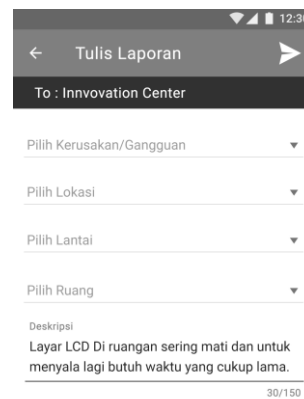 12:30
Tulis Laporan
To : Innvovation Center
Pilih Kerusakan/Gangguan
Pilih Lokasi
Pilih Lantai
Pilih Ruang
Deskripsi
Layar LCD Di ruangan sering mati dan untuk
menyala lagi butuh waktu yang cukup lama.
30/150